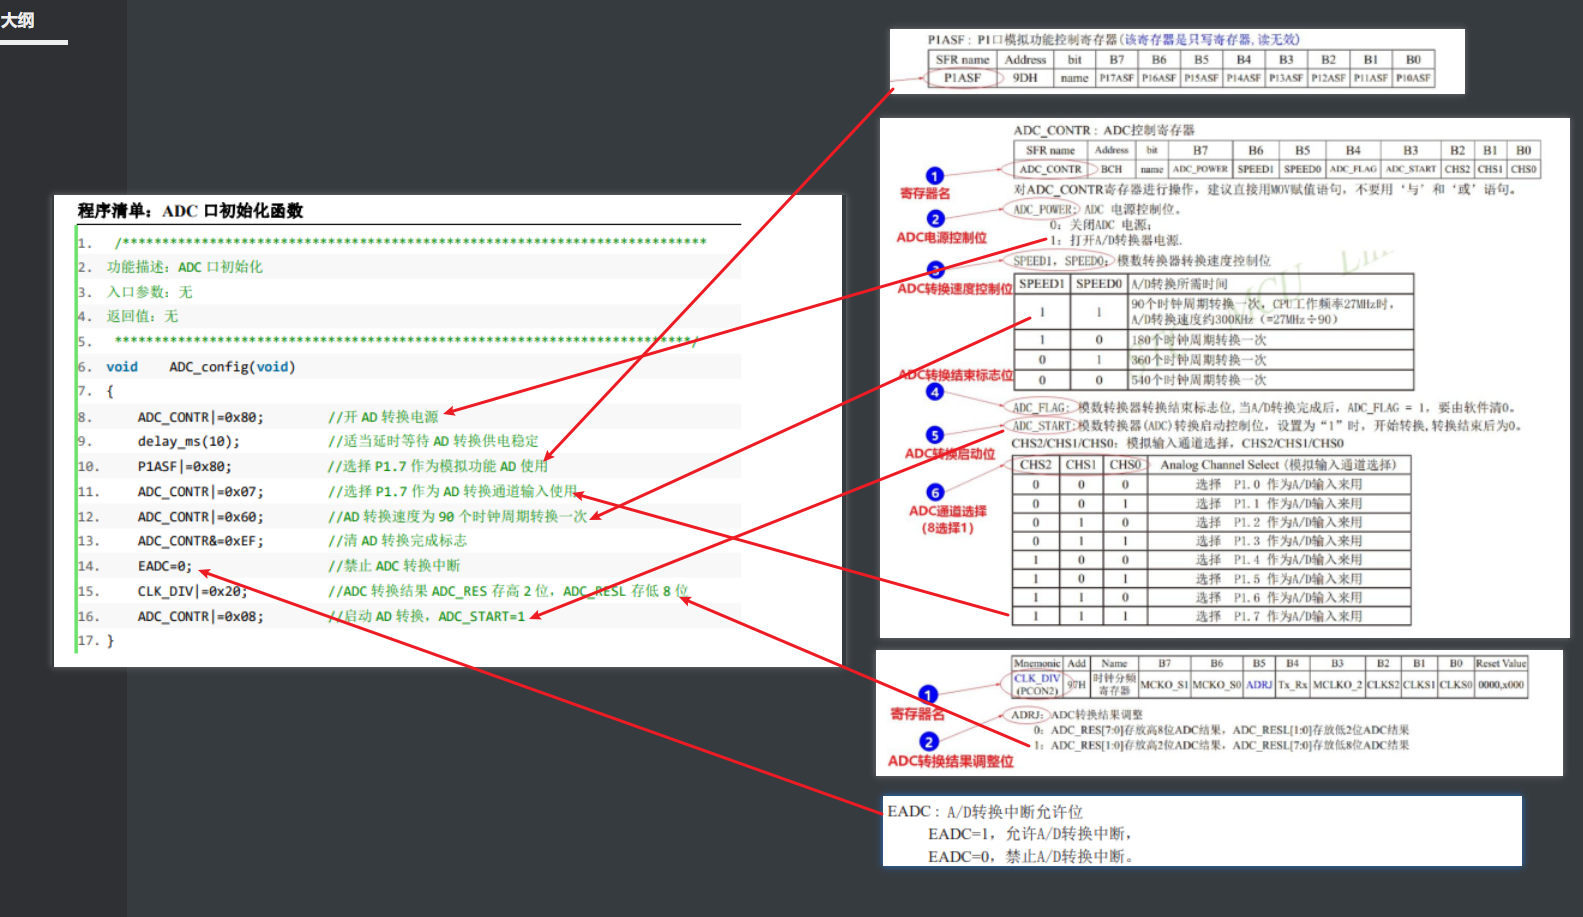 大纲
程序清单：ADC 口初始化函数
1. /**************************************************************************
2. 功能描述：ADC 口初始化
3. 入口参数：无
4. 返回值：无
5. *************************************************************************/
6. void ADC_config(void)
7. {
8. ADC_CONTR|=0x80; //开 AD 转换电源
9. delay_ms(10); //适当延时等待 AD 转换供电稳定
10. P1ASF|=0x80; //选择 P1.7 作为模拟功能 AD 使用
11. ADC_CONTR|=0x07; //选择 P1.7 作为 AD 转换通道输入使用
12. ADC_CONTR|=0x60; //AD 转换速度为 90 个时钟周期转换一次
13. ADC_CONTR&=0xEF; //清 AD 转换完成标志
14. EADC=0; //禁止 ADC 转换中断
15. CLK_DIV|=0x20; //ADC 转换结果 ADC_RES 存高 2 位，ADC_RESL 存低 8 位
16. ADC_CONTR|=0x08; //启动 AD 转换，ADC_START=1
17. }
P1ASF：P1口模拟功能控制寄存器(该寄存器是只写寄存器,读无效)
SFR name Address bit B7 B6 B5 B4 B3 B2 B1 B0
P1ASF 9DH name P17ASF P16ASF P15ASF P14ASF P13ASF P12ASF P11ASF P10ASF
ADC_CONTR：ADC控制寄存器
SFR name Address bit B7 B6 B5 B4 B3 B2 B1 B0
ADC_CONTR BCH name ADC_POWER SPEED1 SPEED0 ADC_FLAG ADC_START CHS2 CHS1 CHS0
1
寄存器名
对ADC_CONTR寄存器进行操作，建议直接用MOV赋值语句，不要用‘与’和‘或’语句。
2
ADC电源控制位
ADC_POWER：ADC 电源控制位。
0：关闭ADC 电源；
1：打开A/D转换器电源.
3
ADC转换速度控制位
SPEED1，SPEED0：模数转换器转换速度控制位
SPEED1 SPEED0 A/D转换所需时间
1 1 90个时钟周期转换一次，CPU工作频率27MHz时，
A/D转换速度约300KHz（=27MHz÷90）
1 0 180个时钟周期转换一次
0 1 360个时钟周期转换一次
0 0 540个时钟周期转换一次
MCU Lim
ADC转换结束标志位
4
ADC_FLAG：模数转换器转换结束标志位,当A/D转换完成后，ADC_FLAG = 1，要由软件清0。
5
ADC转换启动位
ADC_START:模数转换器(ADC)转换启动控制位，设置为“1”时，开始转换,转换结束后为0。
CHS2/CHS1/CHS0：模拟输入通道选择，CHS2/CHS1/CHS0
6
ADC通道选择
(8选择1)
CHS2 CHS1 CHS0 Analog Channel Select (模拟输入通道选择)
0 0 0 选择 P1.0 作为A/D输入来用
0 0 1 选择 P1.1 作为A/D输入来用
0 1 0 选择 P1.2 作为A/D输入来用
0 1 1 选择 P1.3 作为A/D输入来用
1 0 0 选择 P1.4 作为A/D输入来用
1 0 1 选择 P1.5 作为A/D输入来用
1 1 0 选择 P1.6 作为A/D输入来用
1 1 1 选择 P1.7 作为A/D输入来用
Mnemonic Add Name B7 B6 B5 B4 B3 B2 B1 B0 Reset Value
CLK_DIV (PCON2) 97H 时钟分频寄存器 MCKO_S1 MCKO_S0 ADRJ Tx_Rx MCLKO_2 CLKS2 CLKS1 CLKS0 0000,x000
1
寄存器名
2
ADC转换结果调整位
ADRJ：ADC转换结果调整
0：ADC_RES[7:0]存放高8位ADC结果，ADC_RESL[1:0]存放低2位ADC结果
1：ADC_RES[1:0]存放高2位ADC结果，ADC_RESL[7:0]存放低8位ADC结果
EADC：A/D转换中断允许位
EADC=1，允许A/D转换中断，
EADC=0，禁止A/D转换中断。